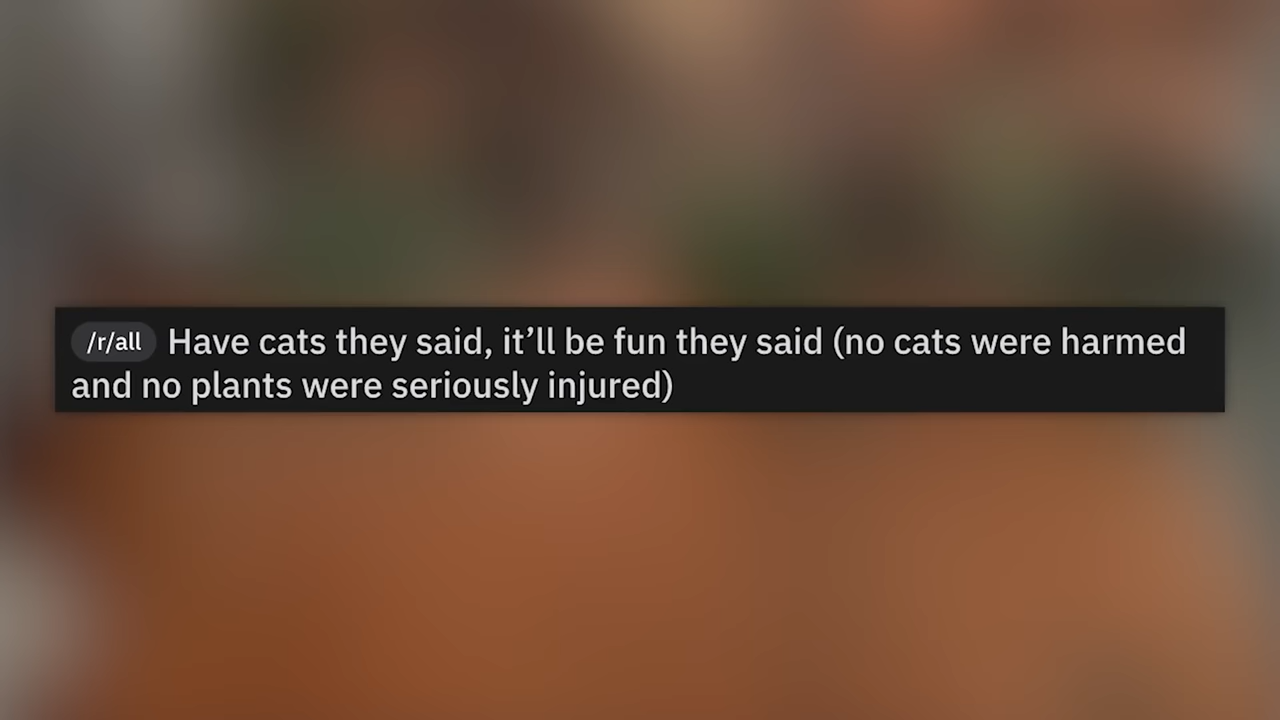 /r/all Have cats they said, it’ll be fun they said (no cats were harmed
and no plants were seriously injured)